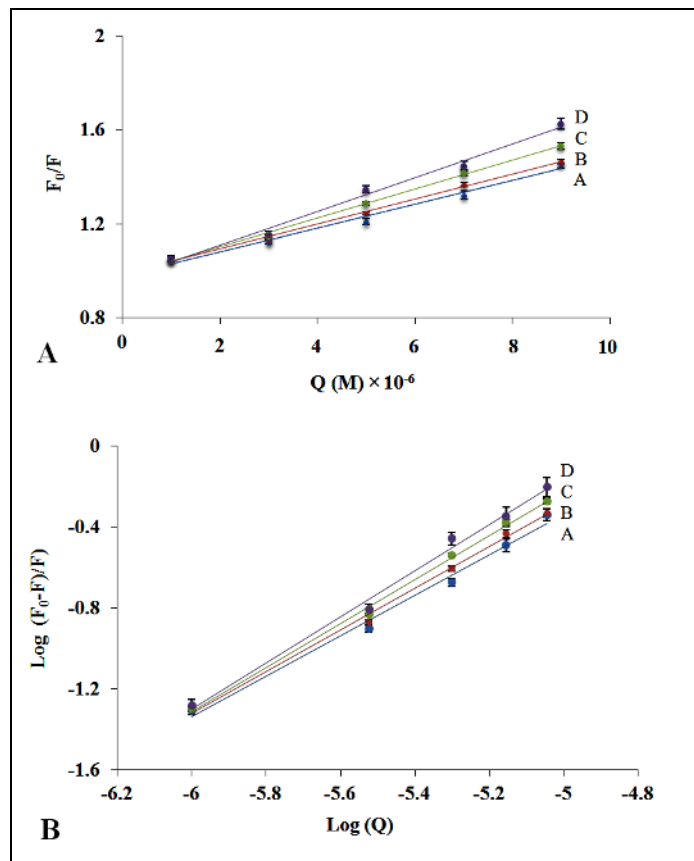 2
1.6
1.2
0.8
F₀/F
D
C
B
A
0 2 4 6 8 10
A
Q (M) × 10⁻⁶
0
-0.4
-0.8
-1.2
-1.6
Log (F₀-F)/F
D
C
B
A
-6.2 -6 -5.8 -5.6 -5.4 -5.2 -5 -4.8
B
Log (Q)